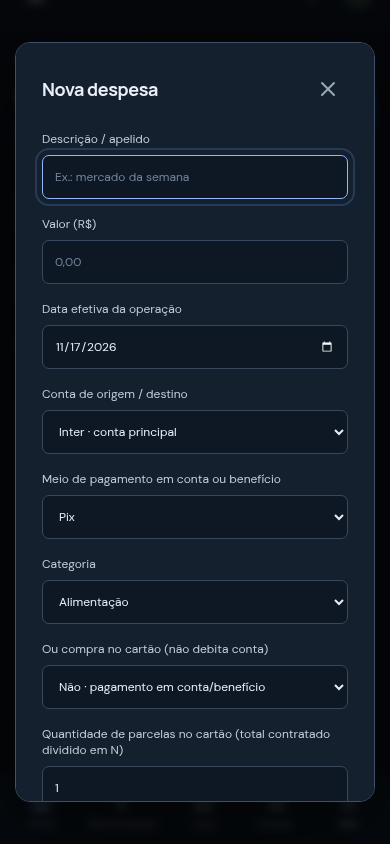 Nova despesa
Descrição / apelido
Ex.: mercado da semana
Valor (R$)
0,00
Data efetiva da operação
11/17/2026
Conta de origem / destino
Inter · conta principal
Meio de pagamento em conta ou benefício
Pix
Categoria
Alimentação
Ou compra no cartão (não debita conta)
Não · pagamento em conta/benefício
Quantidade de parcelas no cartão (total contratado
dividido em N)
1